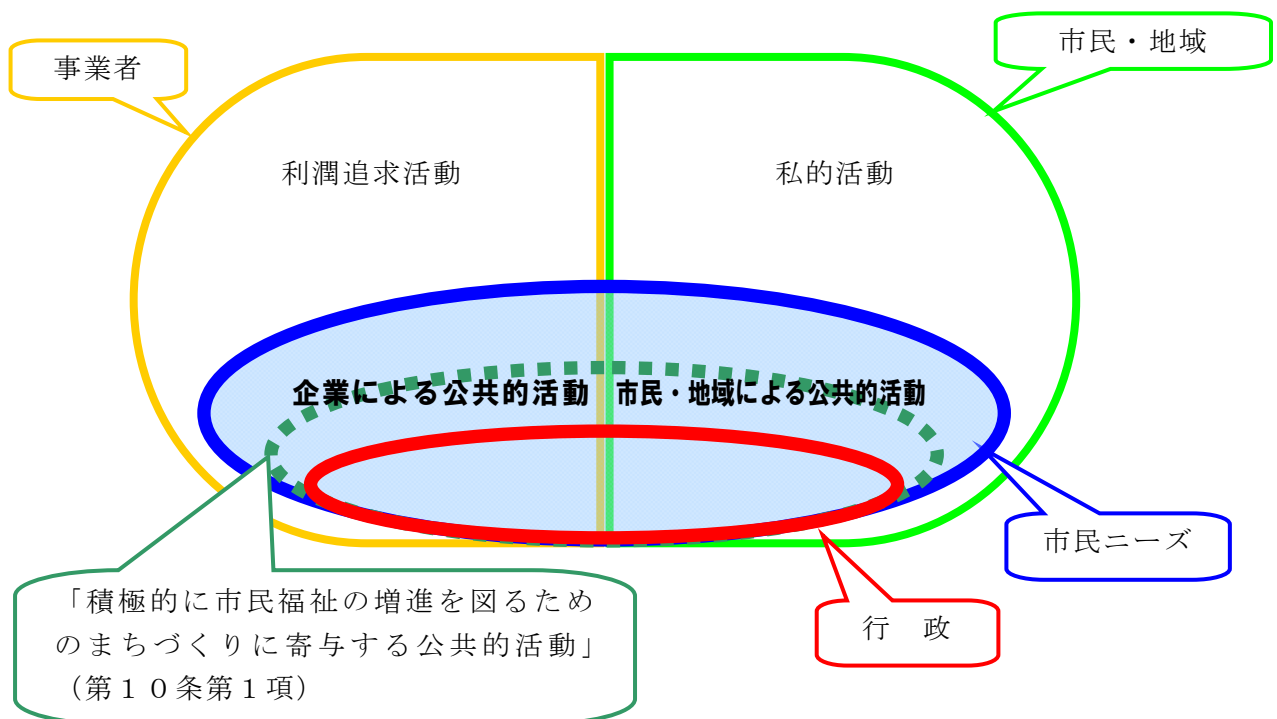 事業者
市民・地域
利潤追求活動
私的活動
企業による公共的活動
市民・地域による公共的活動
市民ニーズ
行　政
「積極的に市民福祉の増進を図るため
のまちづくりに寄与する公共的活動」
（第１０条第１項）